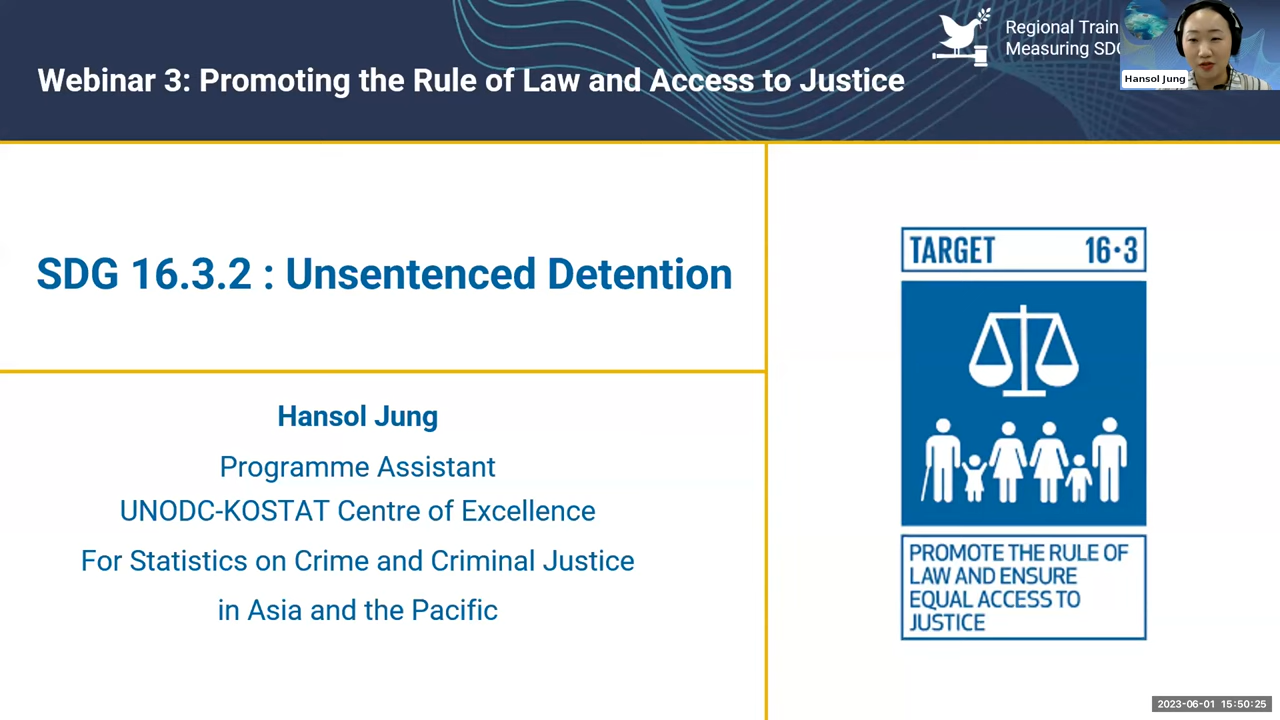 Webinar 3: Promoting the Rule of Law and Access to Justice
Regional Train
Measuring SDG
Hansol Jung
SDG 16.3.2 : Unsentenced Detention
Hansol Jung
Programme Assistant
UNODC-KOSTAT Centre of Excellence
For Statistics on Crime and Criminal Justice
in Asia and the Pacific
TARGET 16·3
PROMOTE THE RULE OF
LAW AND ENSURE
EQUAL ACCESS TO
JUSTICE
2023-06-01 15:50:25